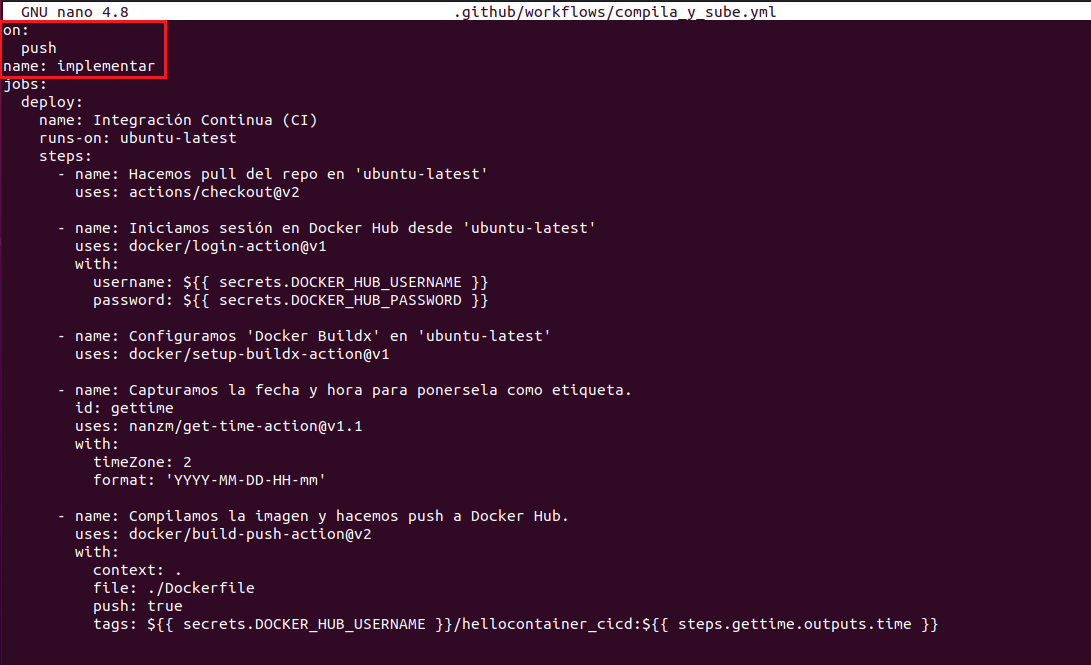 GNU nano 4.8 .github/workflows/compila_y_sube.yml
on:
  push
name: implementar
jobs:
  deploy:
    name: Integración Continua (CI)
    runs-on: ubuntu-latest
    steps:
      - name: Hacemos pull del repo en 'ubuntu-latest'
        uses: actions/checkout@v2

      - name: Iniciamos sesión en Docker Hub desde 'ubuntu-latest'
        uses: docker/login-action@v1
        with:
          username: ${{ secrets.DOCKER_HUB_USERNAME }}
          password: ${{ secrets.DOCKER_HUB_PASSWORD }}

      - name: Configuramos 'Docker Buildx' en 'ubuntu-latest'
        uses: docker/setup-buildx-action@v1

      - name: Capturamos la fecha y hora para ponersela como etiqueta.
        id: gettime
        uses: nanzm/get-time-action@v1.1
        with:
          timeZone: 2
          format: 'YYYY-MM-DD-HH-mm'

      - name: Compilamos la imagen y hacemos push a Docker Hub.
        uses: docker/build-push-action@v2
        with:
          context: .
          file: ./Dockerfile
          push: true
          tags: ${{ secrets.DOCKER_HUB_USERNAME }}/hellocontainer_cicd:${{ steps.gettime.outputs.time }}